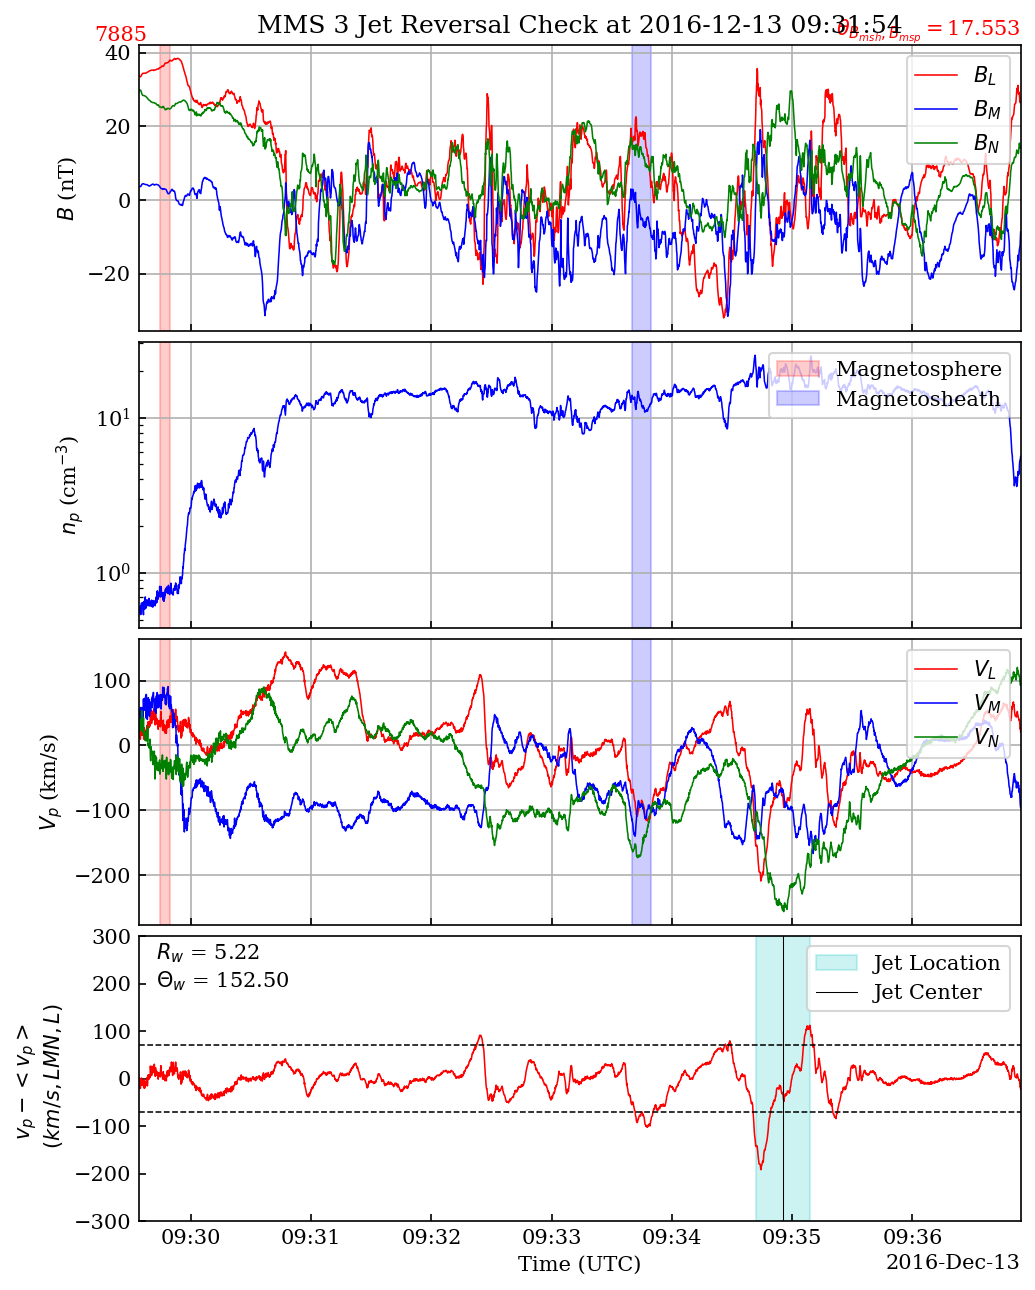 MMS 3 Jet Reversal Check at 2016-12-13 09:31:54
7885
θ_{B_{msh}, B_{msp}} = 17.553
40
20
0
−20
B (nT)
B_L
B_M
B_N
10^1
10^0
n_p (cm^{−3})
Magnetosphere
Magnetosheath
100
0
−100
−200
V_p (km/s)
V_L
V_M
V_N
300
200
100
0
−100
−200
−300
v_p − < v_p >
(km/s, LMN, L)
R_w = 5.22
Θ_w = 152.50
Jet Location
Jet Center
09:30 09:31 09:32 09:33 09:34 09:35 09:36
Time (UTC)
2016-Dec-13